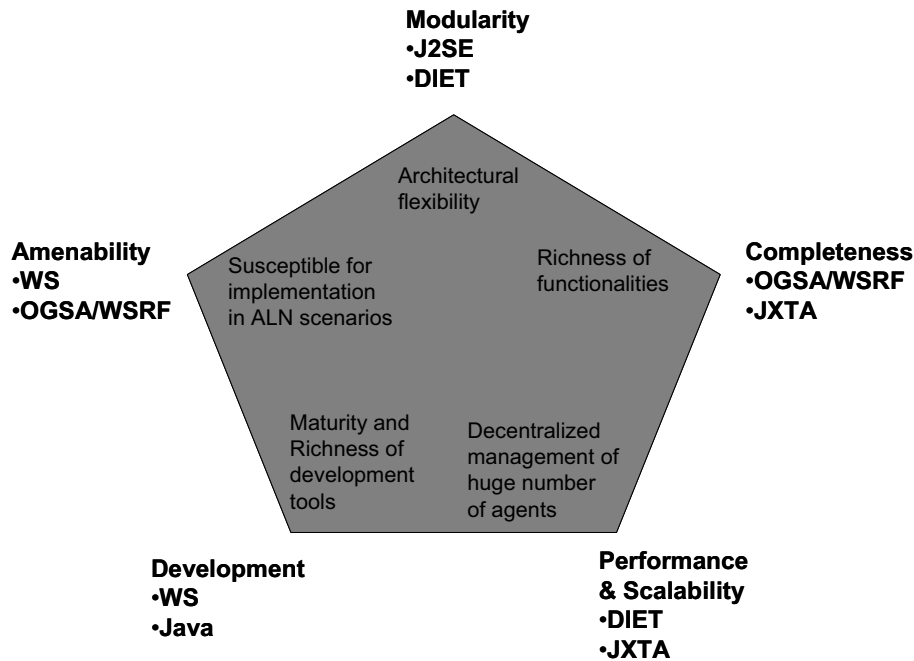 Modularity
•J2SE
•DIET
Architectural
flexibility
Amenability
•WS
•OGSA/WSRF
Susceptible for
implementation
in ALN scenarios
Richness of
functionalities
Completeness
•OGSA/WSRF
•JXTA
Maturity and
Richness of
development
tools
Decentralized
management of
huge number
of agents
Development
•WS
•Java
Performance
& Scalability
•DIET
•JXTA